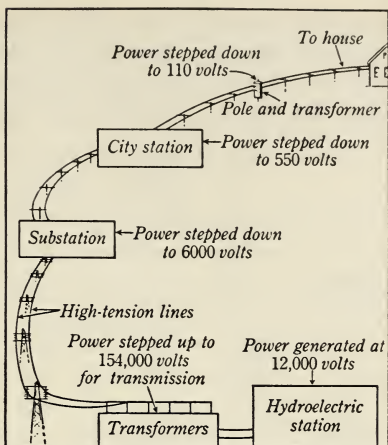 To house
Power stepped down
to 110 volts
Pole and transformer
City station
Power stepped down
to 550 volts
Substation
Power stepped down
to 6000 volts
High-tension lines
Power stepped up to
154,000 volts
for transmission
Power generated at
12,000 volts
Transformers
Hydroelectric
station